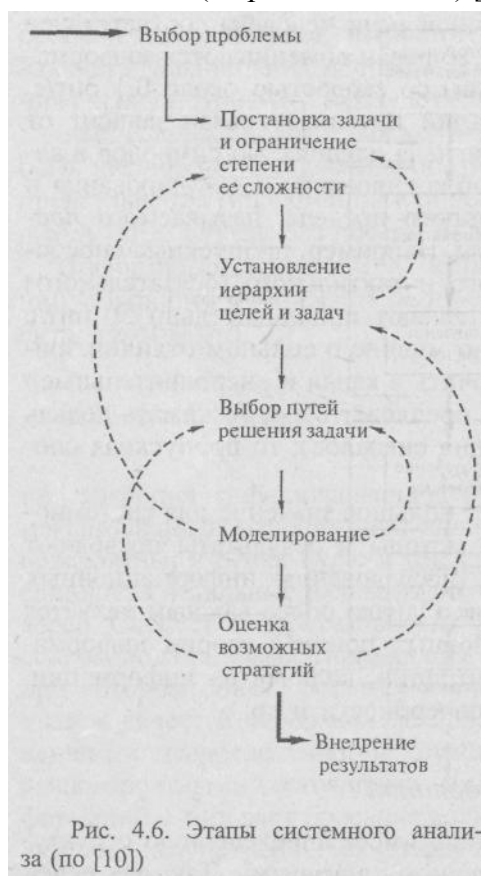 Выбор проблемы
Постановка задачи
и ограничение
степени
ее сложности
Установление
иерархии
целей и задач
Выбор путей
решения задачи
Моделирование
Оценка
возможных
стратегий
Внедрение
результатов
Рис. 4.6. Этапы системного анали-
за (по [10])